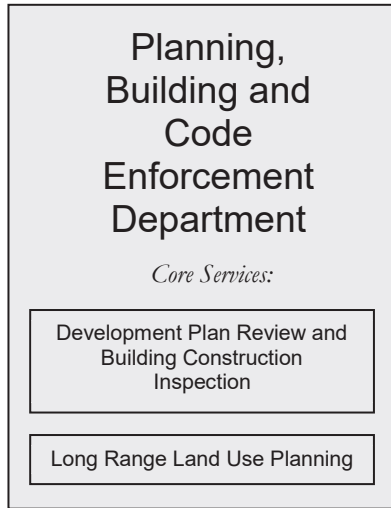 Planning,
Building and
Code
Enforcement
Department
Core Services:
Development Plan Review and
Building Construction
Inspection
Long Range Land Use Planning